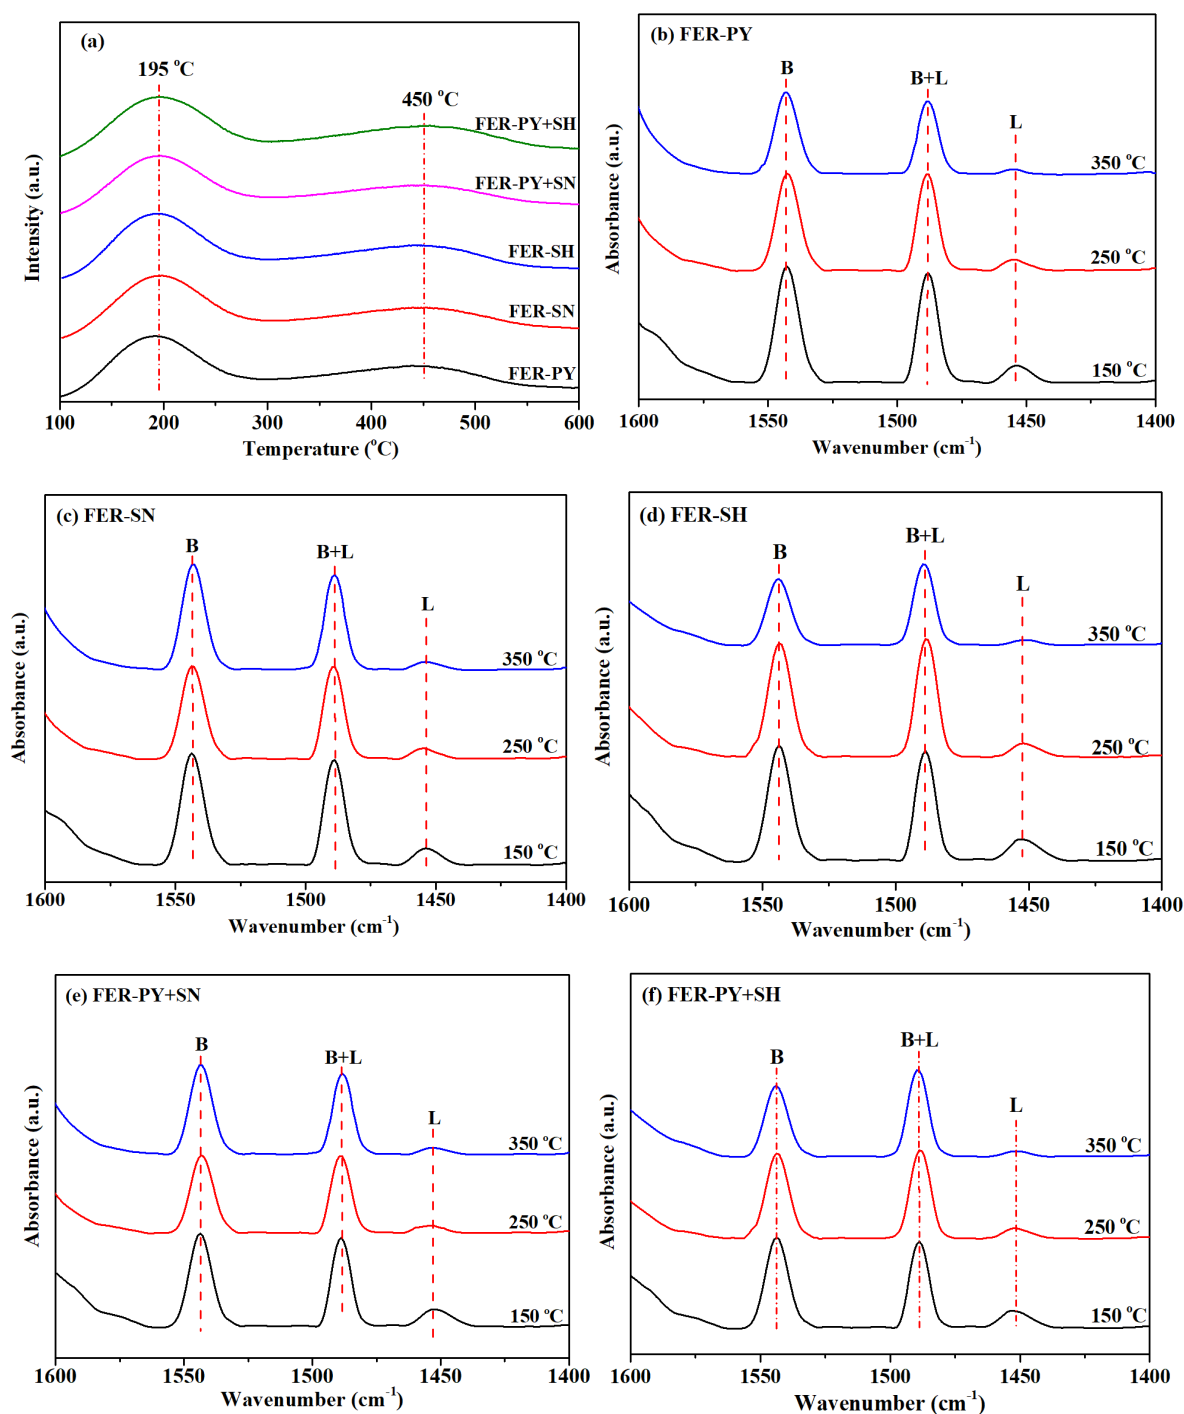 (a)
195 °C
450 °C
FER-PY+SH
FER-PY+SN
FER-SH
FER-SN
FER-PY
Intensity (a.u.)
100 200 300 400 500 600
Temperature (°C)
(b) FER-PY
B
B+L
L
350 °C
250 °C
150 °C
Absorbance (a.u.)
1600 1550 1500 1450 1400
Wavenumber (cm⁻¹)
(c) FER-SN
B
B+L
L
350 °C
250 °C
150 °C
Absorbance (a.u.)
1600 1550 1500 1450 1400
Wavenumber (cm⁻¹)
(d) FER-SH
B
B+L
L
350 °C
250 °C
150 °C
Absorbance (a.u.)
1600 1550 1500 1450 1400
Wavenumber (cm⁻¹)
(e) FER-PY+SN
B
B+L
L
350 °C
250 °C
150 °C
Absorbance (a.u.)
1600 1550 1500 1450 1400
Wavenumber (cm⁻¹)
(f) FER-PY+SH
B
B+L
L
350 °C
250 °C
150 °C
Absorbance (a.u.)
1600 1550 1500 1450 1400
Wavenumber (cm⁻¹)